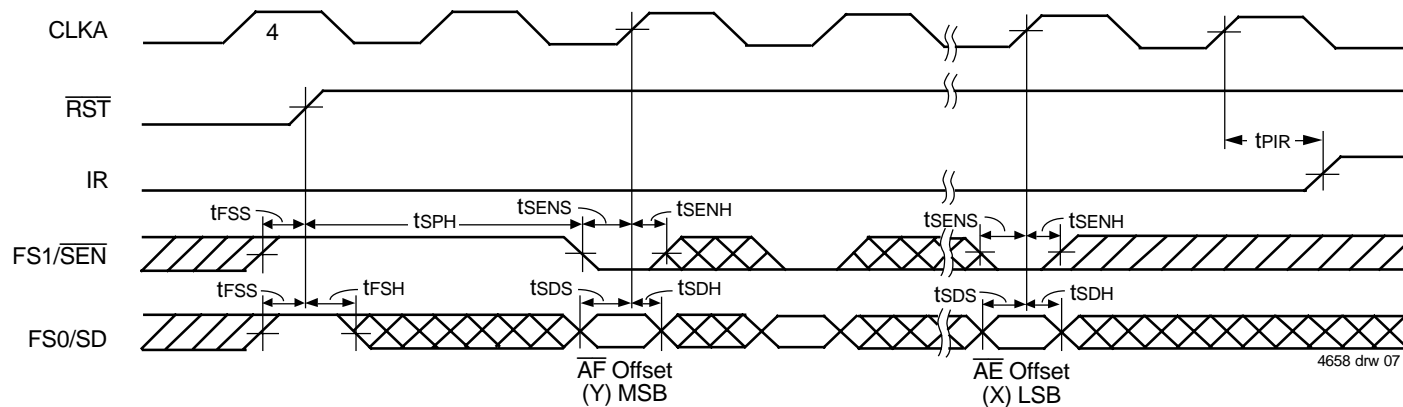 CLKA
4
RST
tPIR
IR
tFSS
tSPH
tSENS
tSENH
tSENS
tSENH
FS1/SEN
tFSS
tFSH
tSDS
tSDH
tSDS
tSDH
FS0/SD
4658 drw 07
AF Offset
(Y) MSB
AE Offset
(X) LSB